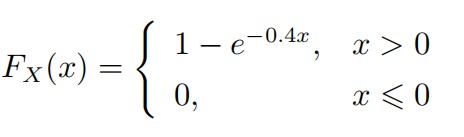 F_X(x) = { 1 − e^{−0.4x}, x > 0
0, x ⩽ 0